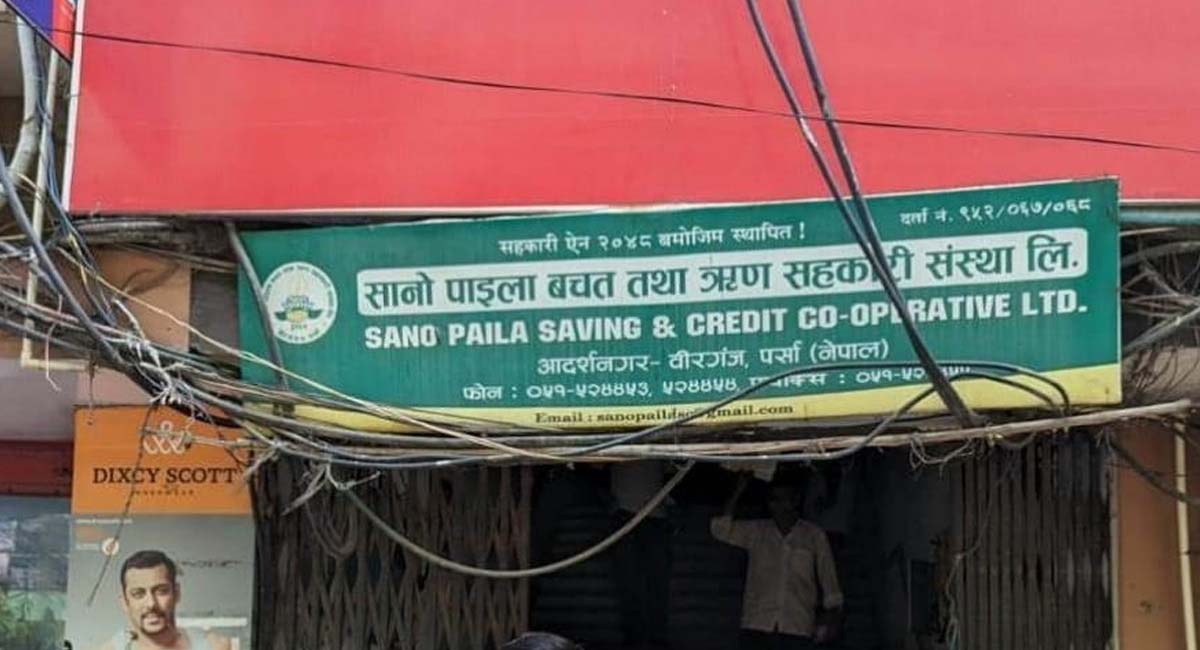 सहकारी ऐन २०४८ बमोजिम स्थापित !
दर्ता नं. ९५२/०६७/०६८
सानो पाइला बचत तथा ऋण सहकारी संस्था लि.
SANO PAILA SAVING & CREDIT CO-OPERATIVE LTD.
आदर्शनगर- वीरगंज, पर्सा (नेपाल)
फोन : ०५१-५२४४५३, ५२४४५४,
Email :
DIXCY SCOTT